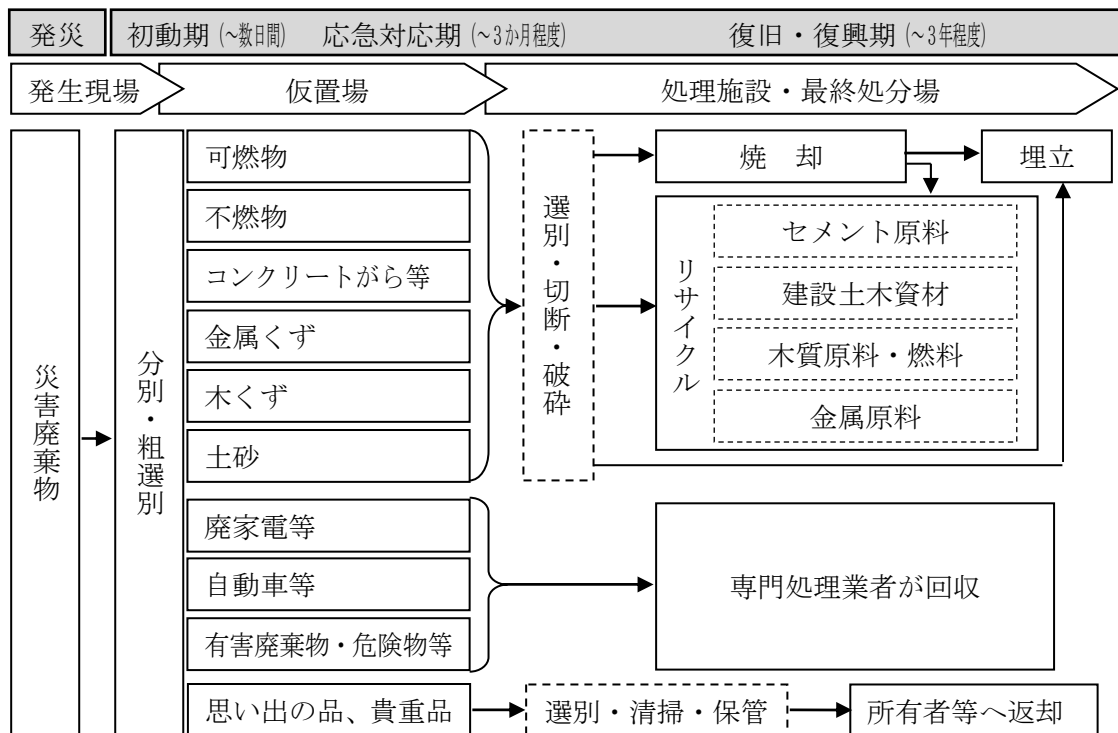 発災
初動期(~数日間) 応急対応期(~3か月程度) 復旧・復興期(~3年程度)
発生現場
仮置場
処理施設・最終処分場
災害廃棄物
分別・粗選別
可燃物
不燃物
コンクリートがら等
金属くず
木くず
土砂
廃家電等
自動車等
有害廃棄物・危険物等
思い出の品、貴重品
選別・切断・破砕
焼 却
埋立
リサイクル
セメント原料
建設土木資材
木質原料・燃料
金属原料
専門処理業者が回収
選別・清掃・保管
所有者等へ返却